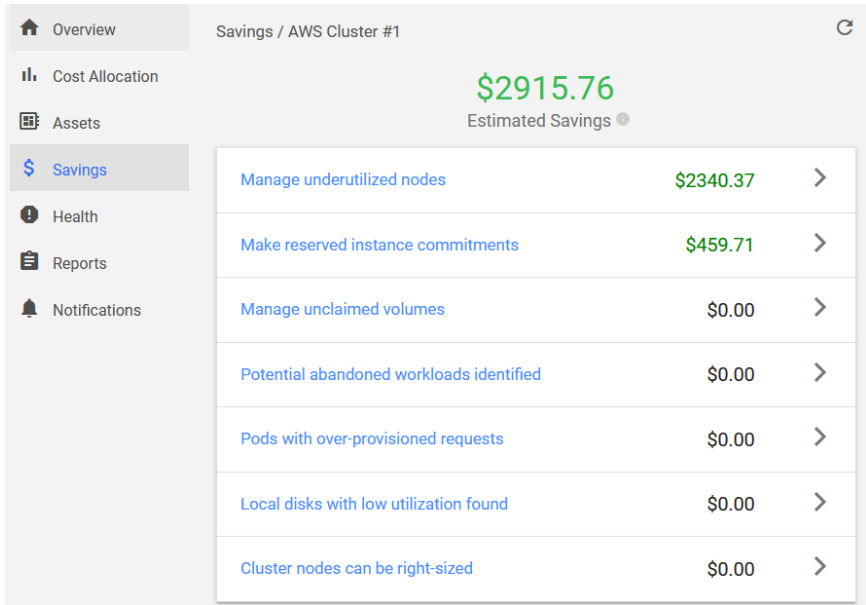 Overview
Cost Allocation
Assets
Savings
Health
Reports
Notifications
Savings / AWS Cluster #1
$2915.76
Estimated Savings
Manage underutilized nodes $2340.37
Make reserved instance commitments $459.71
Manage unclaimed volumes $0.00
Potential abandoned workloads identified $0.00
Pods with over-provisioned requests $0.00
Local disks with low utilization found $0.00
Cluster nodes can be right-sized $0.00